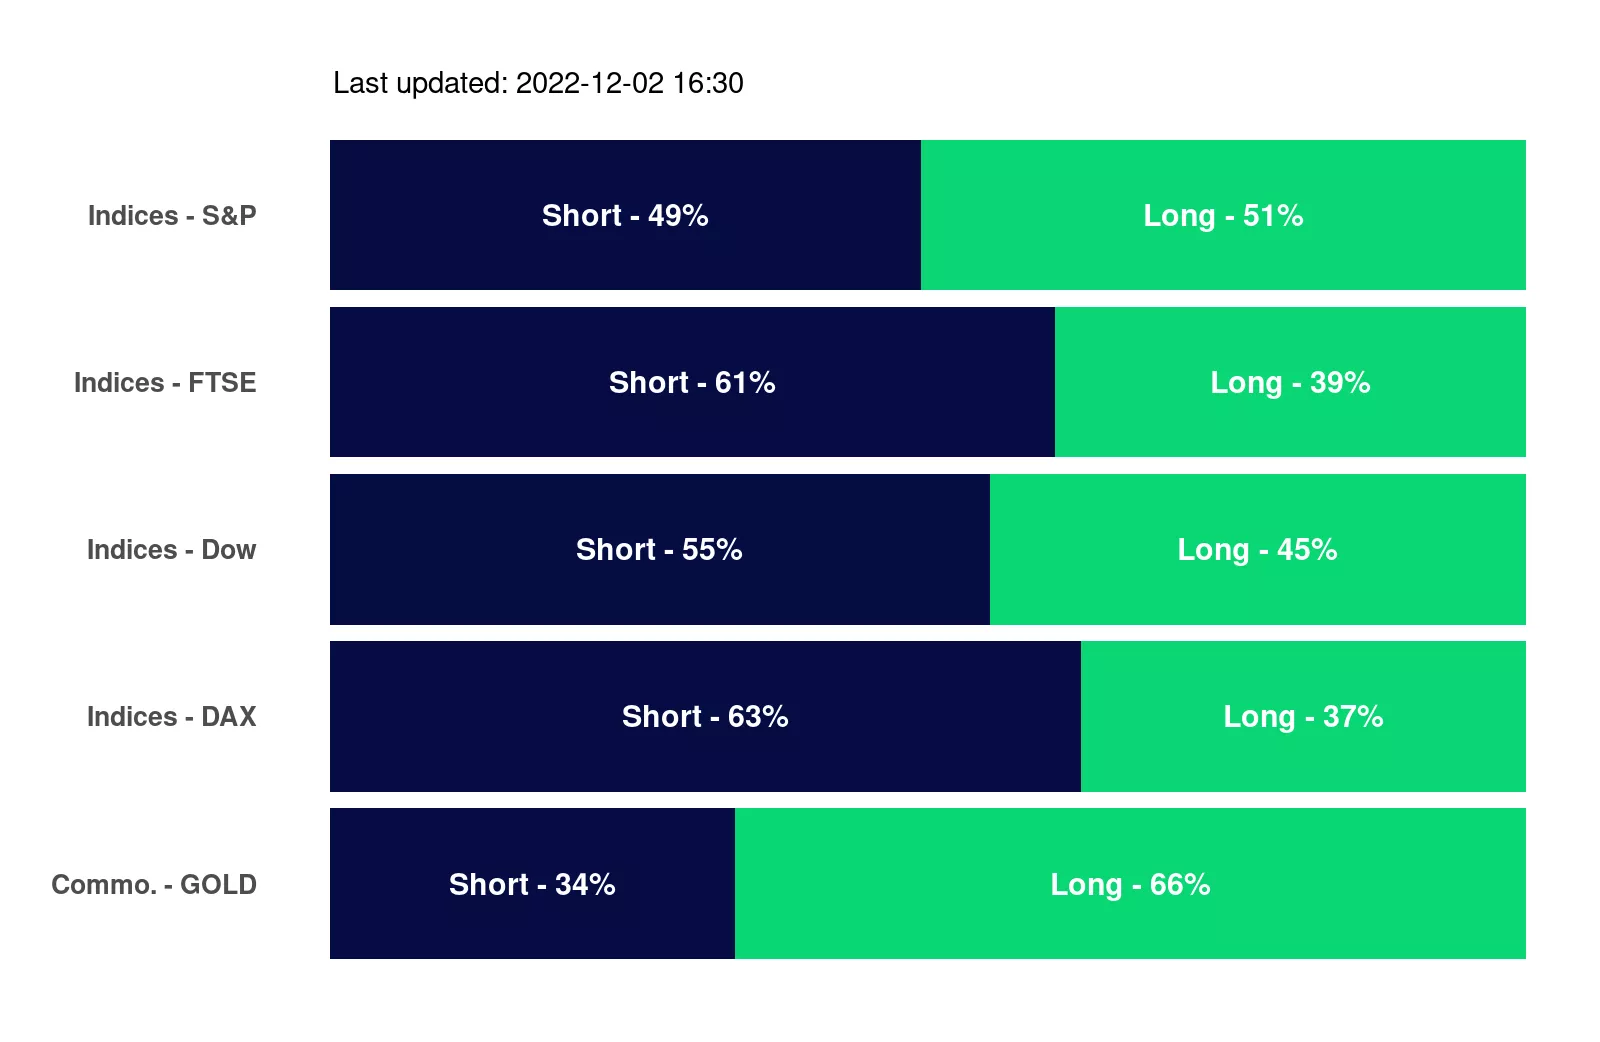 Last updated: 2022-12-02 16:30
Indices - S&P Short - 49% Long - 51%
Indices - FTSE Short - 61% Long - 39%
Indices - Dow Short - 55% Long - 45%
Indices - DAX Short - 63% Long - 37%
Commo. - GOLD Short - 34% Long - 66%